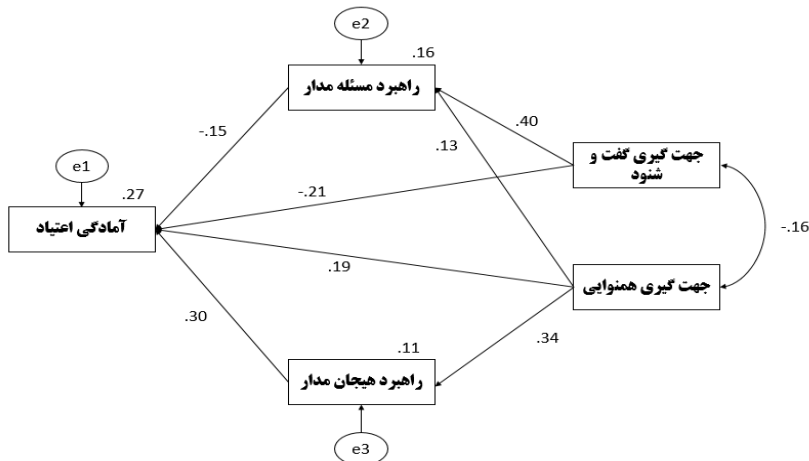 e2
.16
راهبرد مسئله مدار
-.15
.40
.13
جهت گیری گفت و
شنود
e1
.27
-.21
آمادگی اعتیاد
-.16
.19
جهت گیری همنوایی
.30
.34
.11
راهبرد هیجان مدار
e3